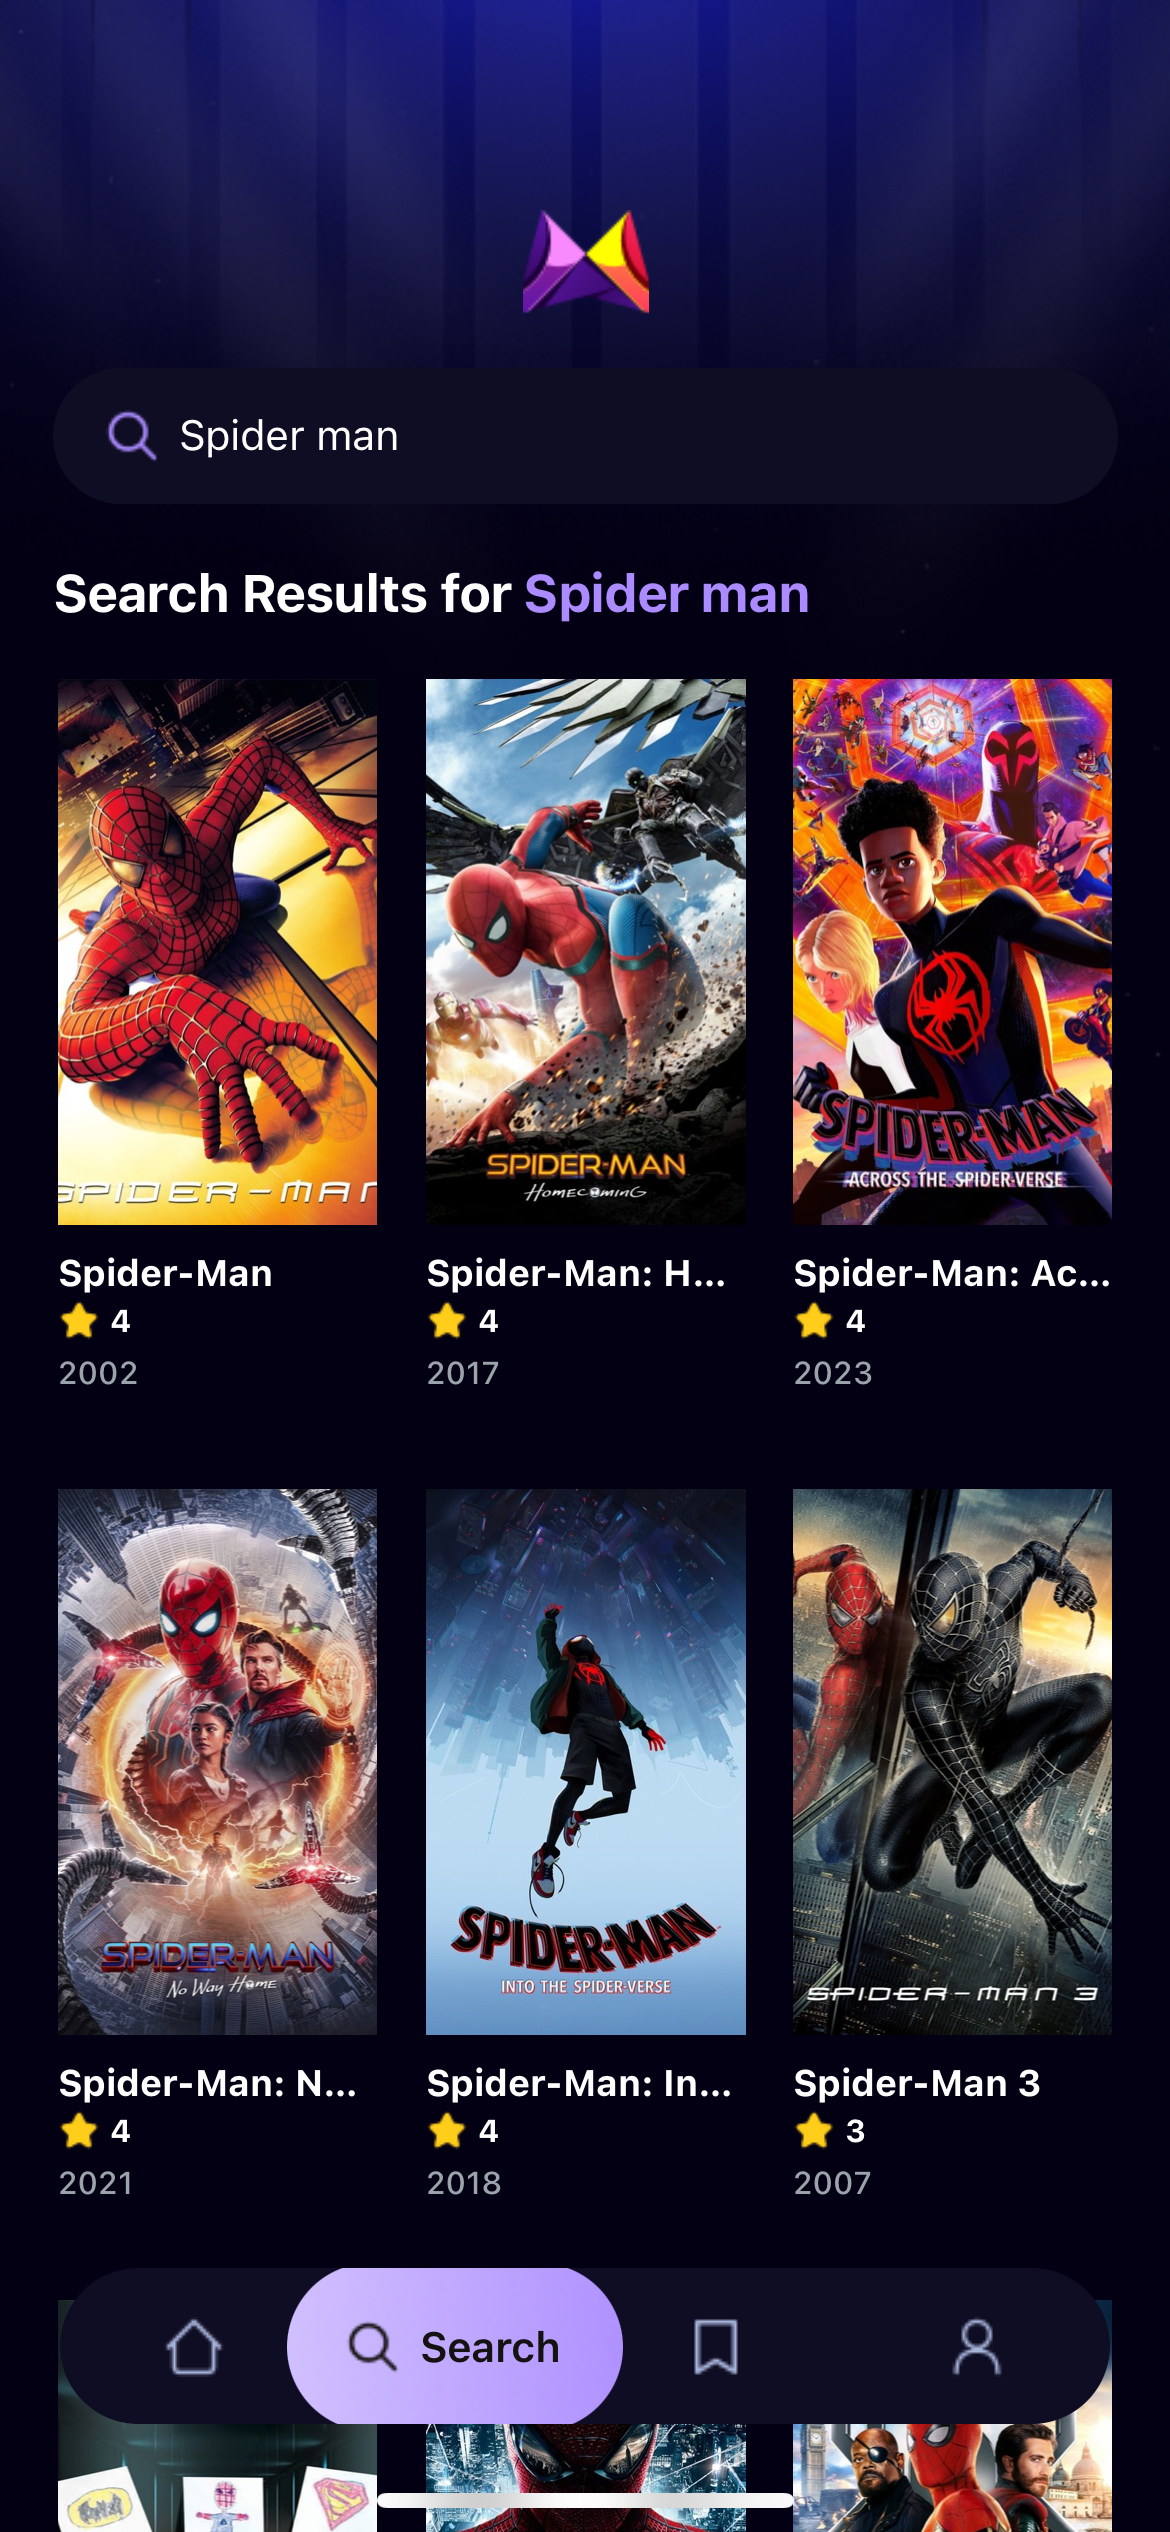 Spider man
Search Results for Spider man
SPIDER-MAN
SPIDER-MAN
HOMECOMING
SPIDER-MAN
ACROSS THE SPIDER-VERSE
Spider-Man
Spider-Man: H...
Spider-Man: Ac...
4
4
4
2002
2017
2023
SPIDER-MAN
No Way Home
SPIDER-MAN
INTO THE SPIDER-VERSE
SPIDER-MAN 3
Spider-Man: N...
Spider-Man: In...
Spider-Man 3
4
4
3
2021
2018
2007
Search